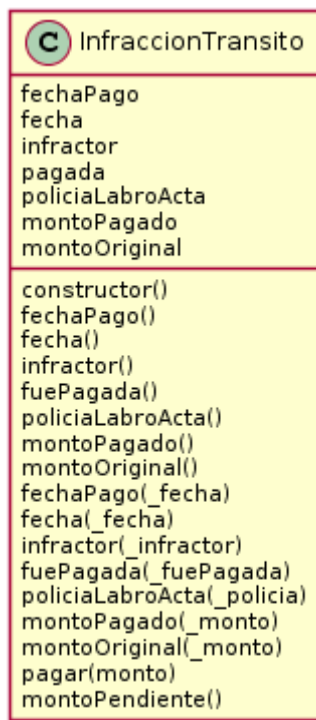 C InfraccionTransito
fechaPago
fecha
infractor
pagada
policiaLabroActa
montoPagado
montoOriginal
constructor()
fechaPago()
fecha()
infractor()
fuePagada()
policiaLabroActa()
montoPagado()
montoOriginal()
fechaPago(_fecha)
fecha(_fecha)
infractor(_infractor)
fuePagada(_fuePagada)
policiaLabroActa(_policia)
montoPagado(_monto)
montoOriginal(_monto)
pagar(monto)
montoPendiente()